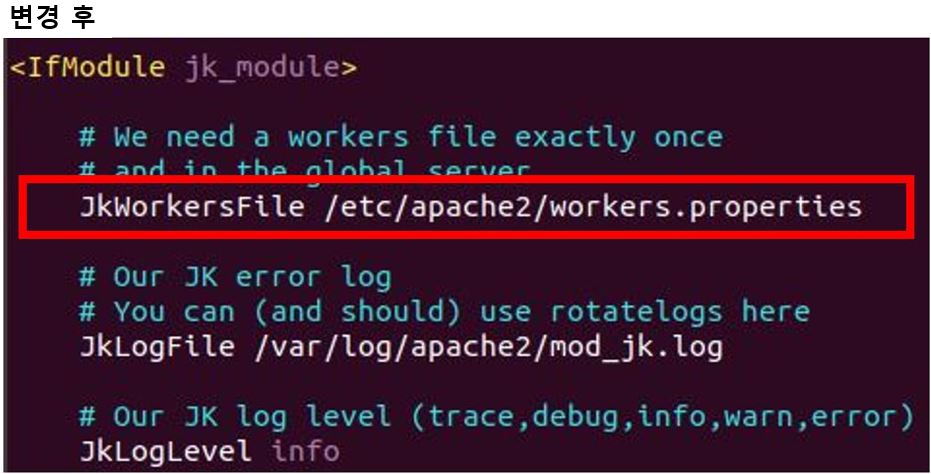 변경 후
<IfModule jk_module>
# We need a workers file exactly once
# and in the global server
JkWorkersFile /etc/apache2/workers.properties
# Our JK error log
# You can (and should) use rotatelogs here
JkLogFile /var/log/apache2/mod_jk.log
# Our JK log level (trace,debug,info,warn,error)
JkLogLevel info